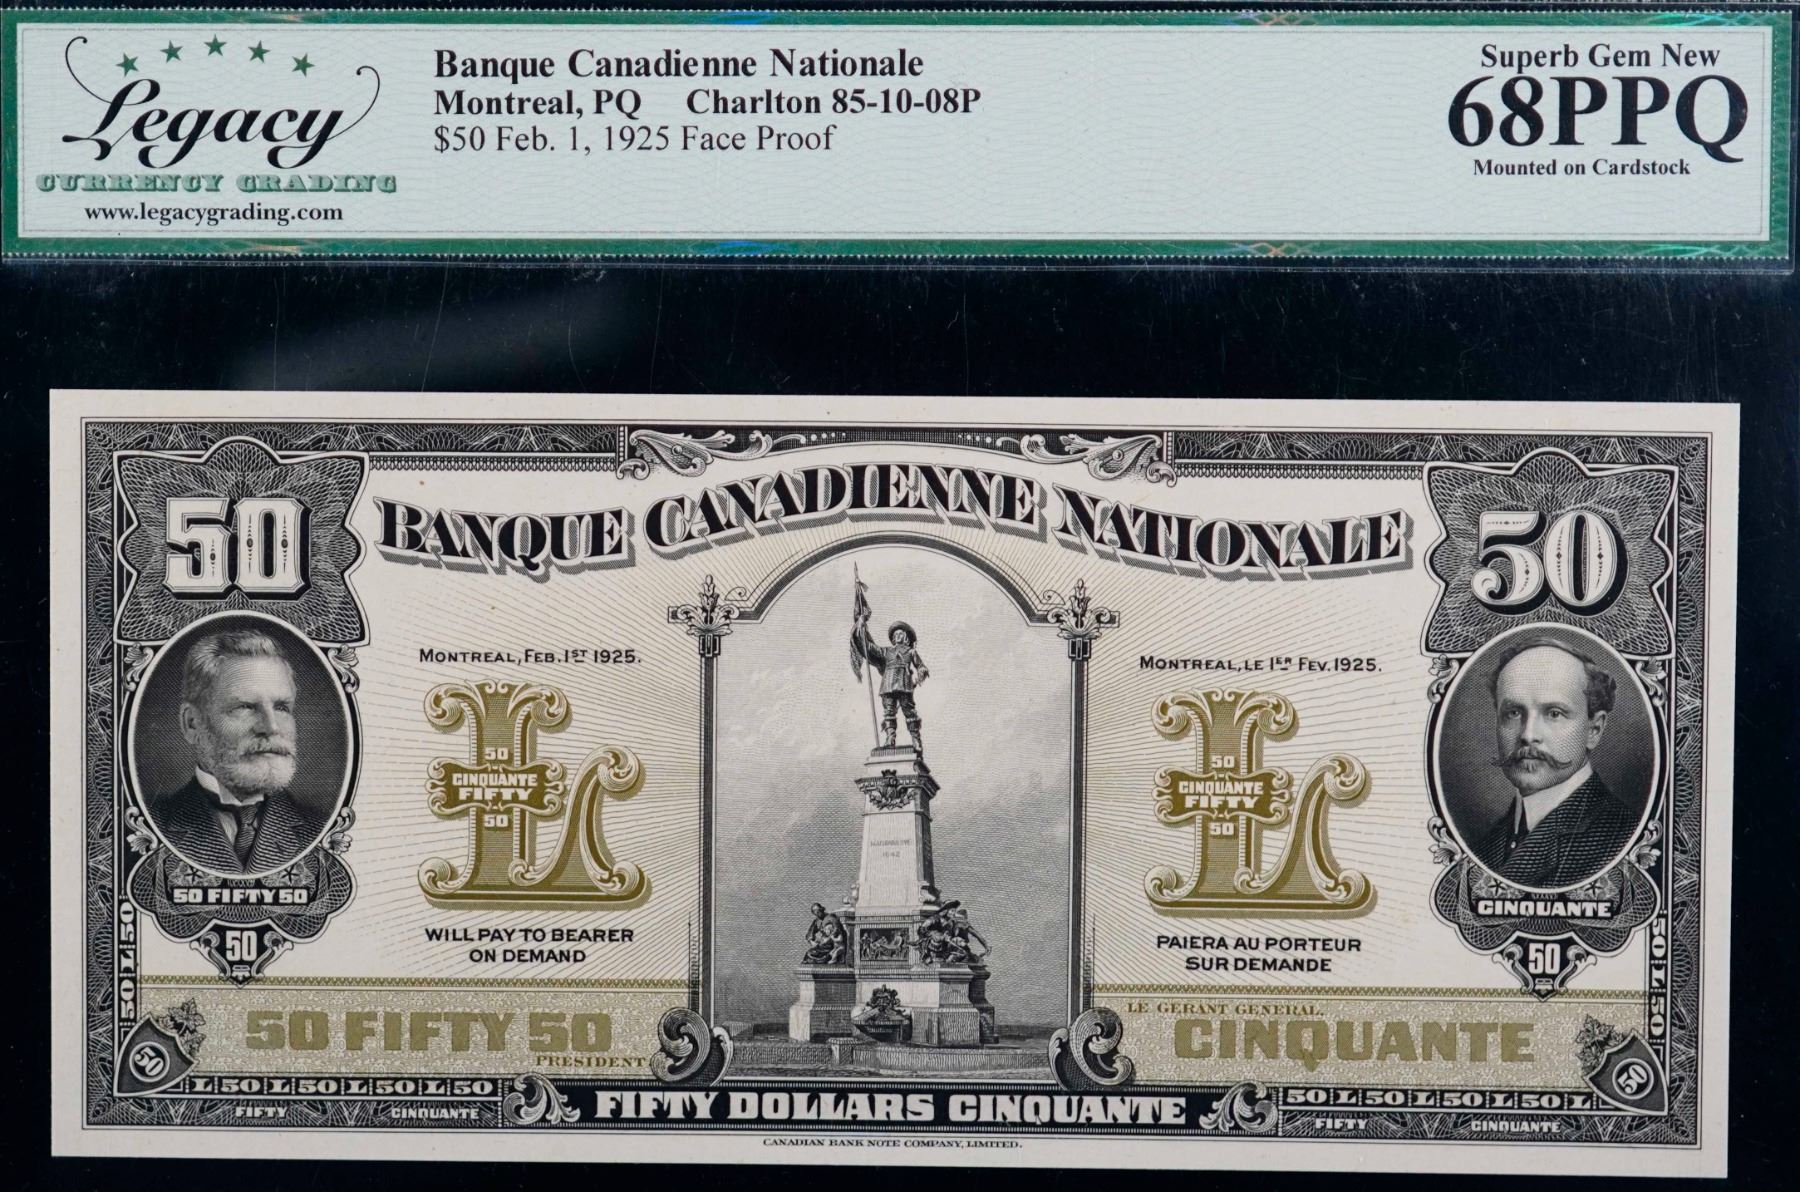 Legacy
CURRENCY GRADING
www.legacygrading.com
Banque Canadienne Nationale
Montreal, PQ Charlton 85-10-08P
$50 Feb. 1, 1925 Face Proof
Superb Gem New
68PPQ
Mounted on Cardstock
50
BANQUE CANADIENNE NATIONALE
50
MONTREAL, FEB. 1ST 1925.
MONTREAL, LE 1ER FEV. 1925.
L
50
CINQUANTE
FIFTY
50
L
50
CINQUANTE
FIFTY
50
1642
50 FIFTY 50
50
CINQUANTE
50
WILL PAY TO BEARER
ON DEMAND
PAIERA AU PORTEUR
SUR DEMANDE
50 L 50
50 L 50
50 FIFTY 50
PRESIDENT
LE GERANT GENERAL.
CINQUANTE
50
50
L 50 L 50 L 50 L 50
50 L 50 L 50 L 50 L
FIFTY CINQUANTE
FIFTY DOLLARS CINQUANTE
FIFTY CINQUANTE
CANADIAN BANK NOTE COMPANY, LIMITED.